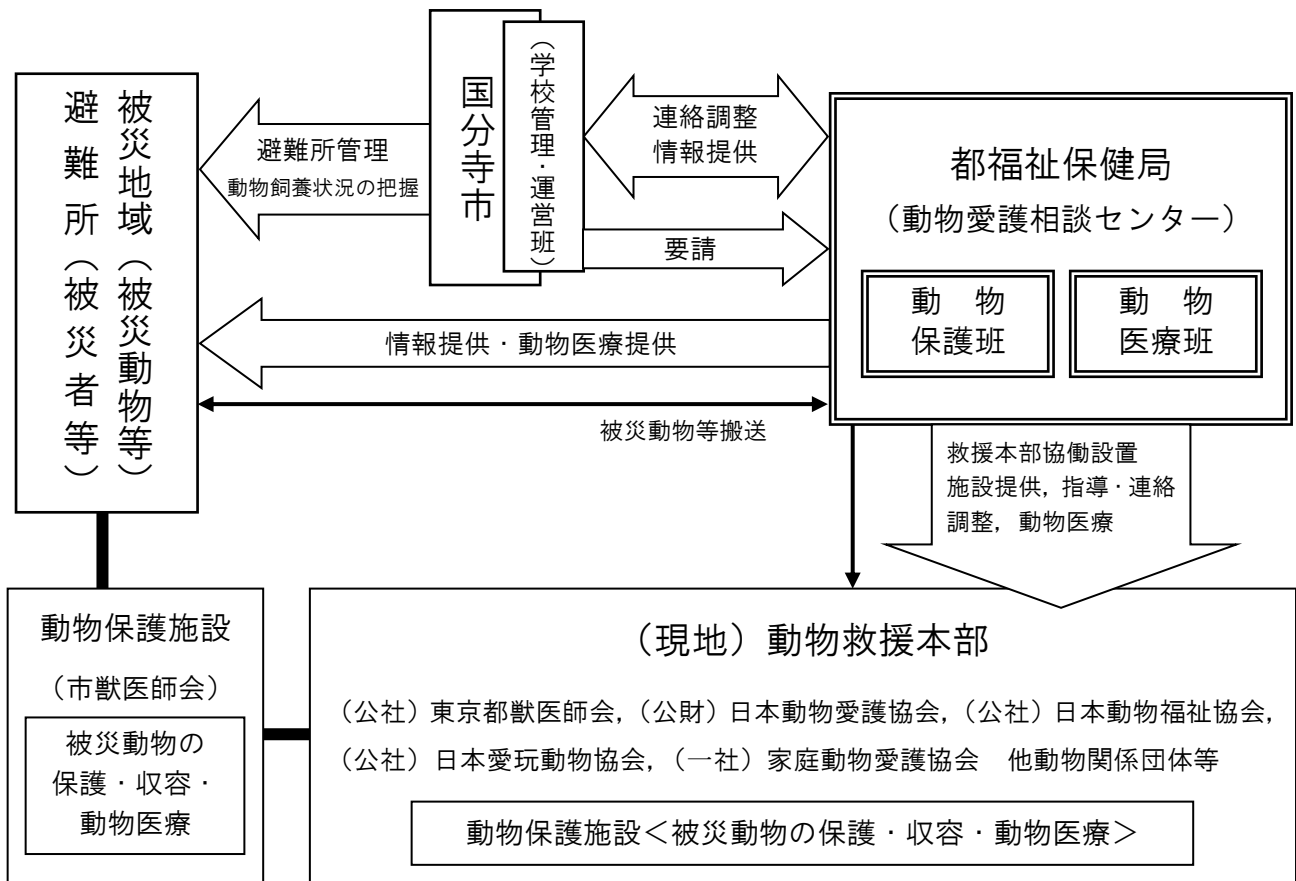 被災地域（被災動物等）
避難所（被災者等）
避難所管理
動物飼養状況の把握
国分寺市
（学校管理・運営班）
連絡調整
情報提供
要請
都福祉保健局
（動物愛護相談センター）
動　物
保護班
動　物
医療班
情報提供・動物医療提供
被災動物等搬送
救援本部協働設置
施設提供，指導・連絡
調整，動物医療
動物保護施設
（市獣医師会）
被災動物の
保護・収容・
動物医療
（現地）動物救援本部
（公社）東京都獣医師会，（公財）日本動物愛護協会，（公社）日本動物福祉協会，
（公社）日本愛玩動物協会，（一社）家庭動物愛護協会　他動物関係団体等
動物保護施設＜被災動物の保護・収容・動物医療＞